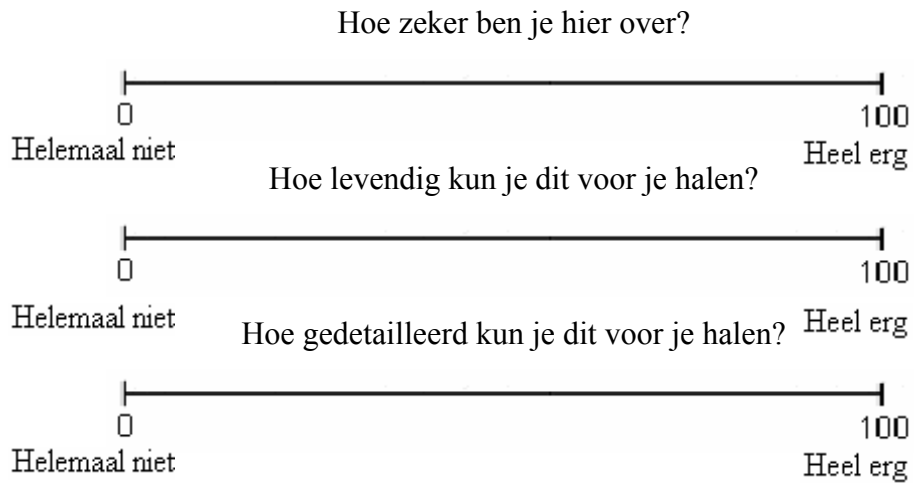 Hoe zeker ben je hier over?
0 100
Helemaal niet Heel erg
Hoe levendig kun je dit voor je halen?
0 100
Helemaal niet Heel erg
Hoe gedetailleerd kun je dit voor je halen?
0 100
Helemaal niet Heel erg